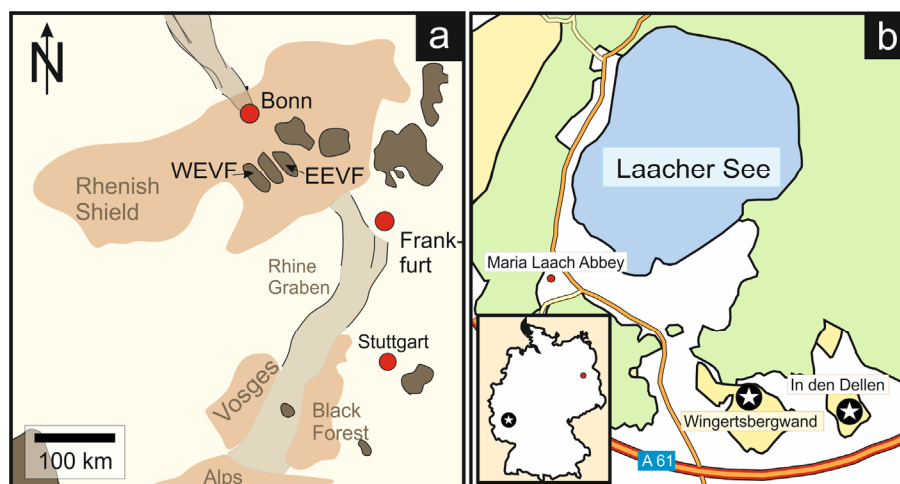 N
a
Bonn
WEVF
EEVF
Rhenish
Shield
Frank-
furt
Rhine
Graben
Stuttgart
Vosges
Black
Forest
100 km
Alps
b
Laacher See
Maria Laach Abbey
In den Dellen
Wingertsbergwand
A 61